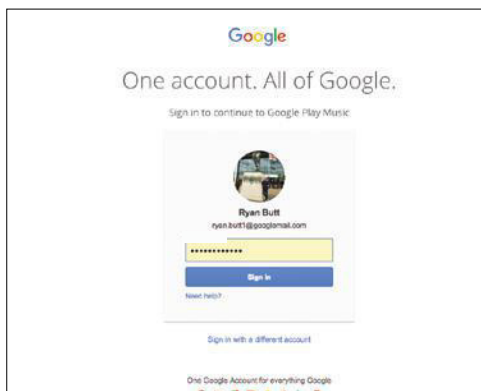 Google
One account. All of Google.
Sign in to continue to Google Play Music
Ryan Butt
ryan.butt1@googlemail.com
••••••••••••
Sign in
Need help?
Sign in with a different account
One Google Account for everything Google